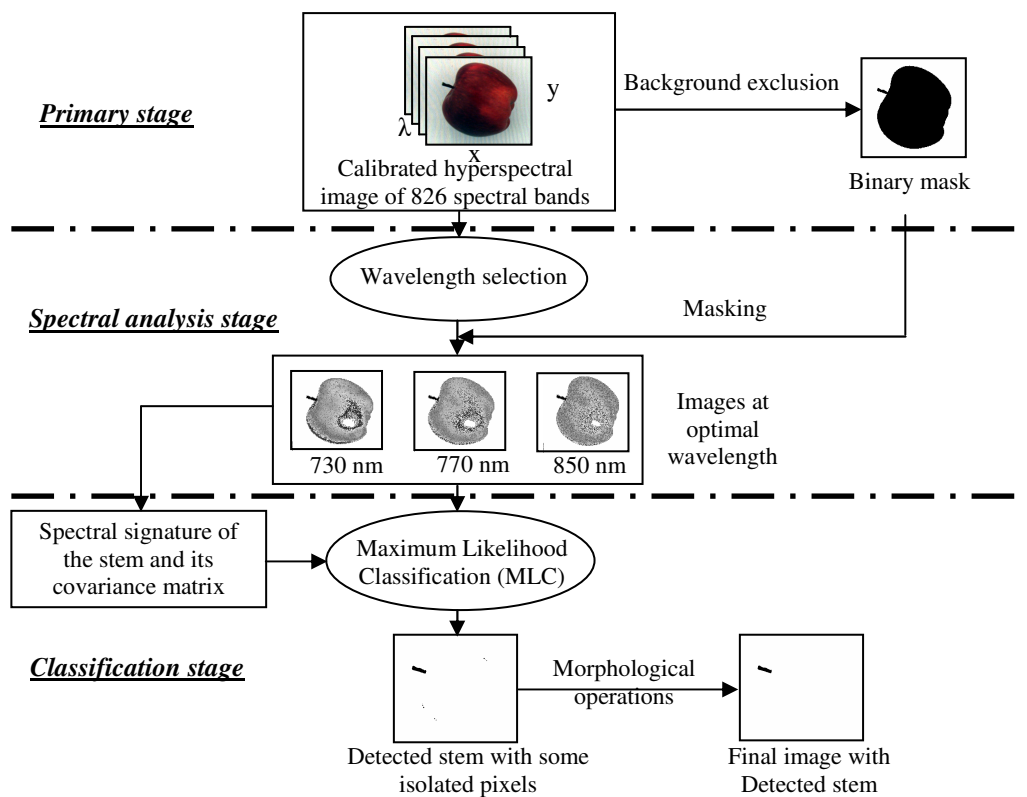 Primary stage
λ
x
y
Calibrated hyperspectral
image of 826 spectral bands
Background exclusion
Binary mask
Wavelength selection
Spectral analysis stage
Masking
730 nm
770 nm
850 nm
Images at
optimal
wavelength
Spectral signature of
the stem and its
covariance matrix
Maximum Likelihood
Classification (MLC)
Classification stage
Morphological
operations
Detected stem with some
isolated pixels
Final image with
Detected stem